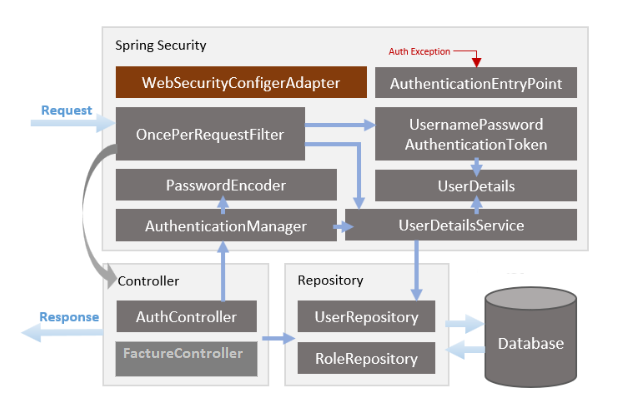 Spring Security
Auth Exception
WebSecurityConfigerAdapter
AuthenticationEntryPoint
Request
OncePerRequestFilter
UsernamePassword
AuthenticationToken
PasswordEncoder
UserDetails
AuthenticationManager
UserDetailsService
Controller
Repository
Response
AuthController
UserRepository
FactureController
RoleRepository
Database